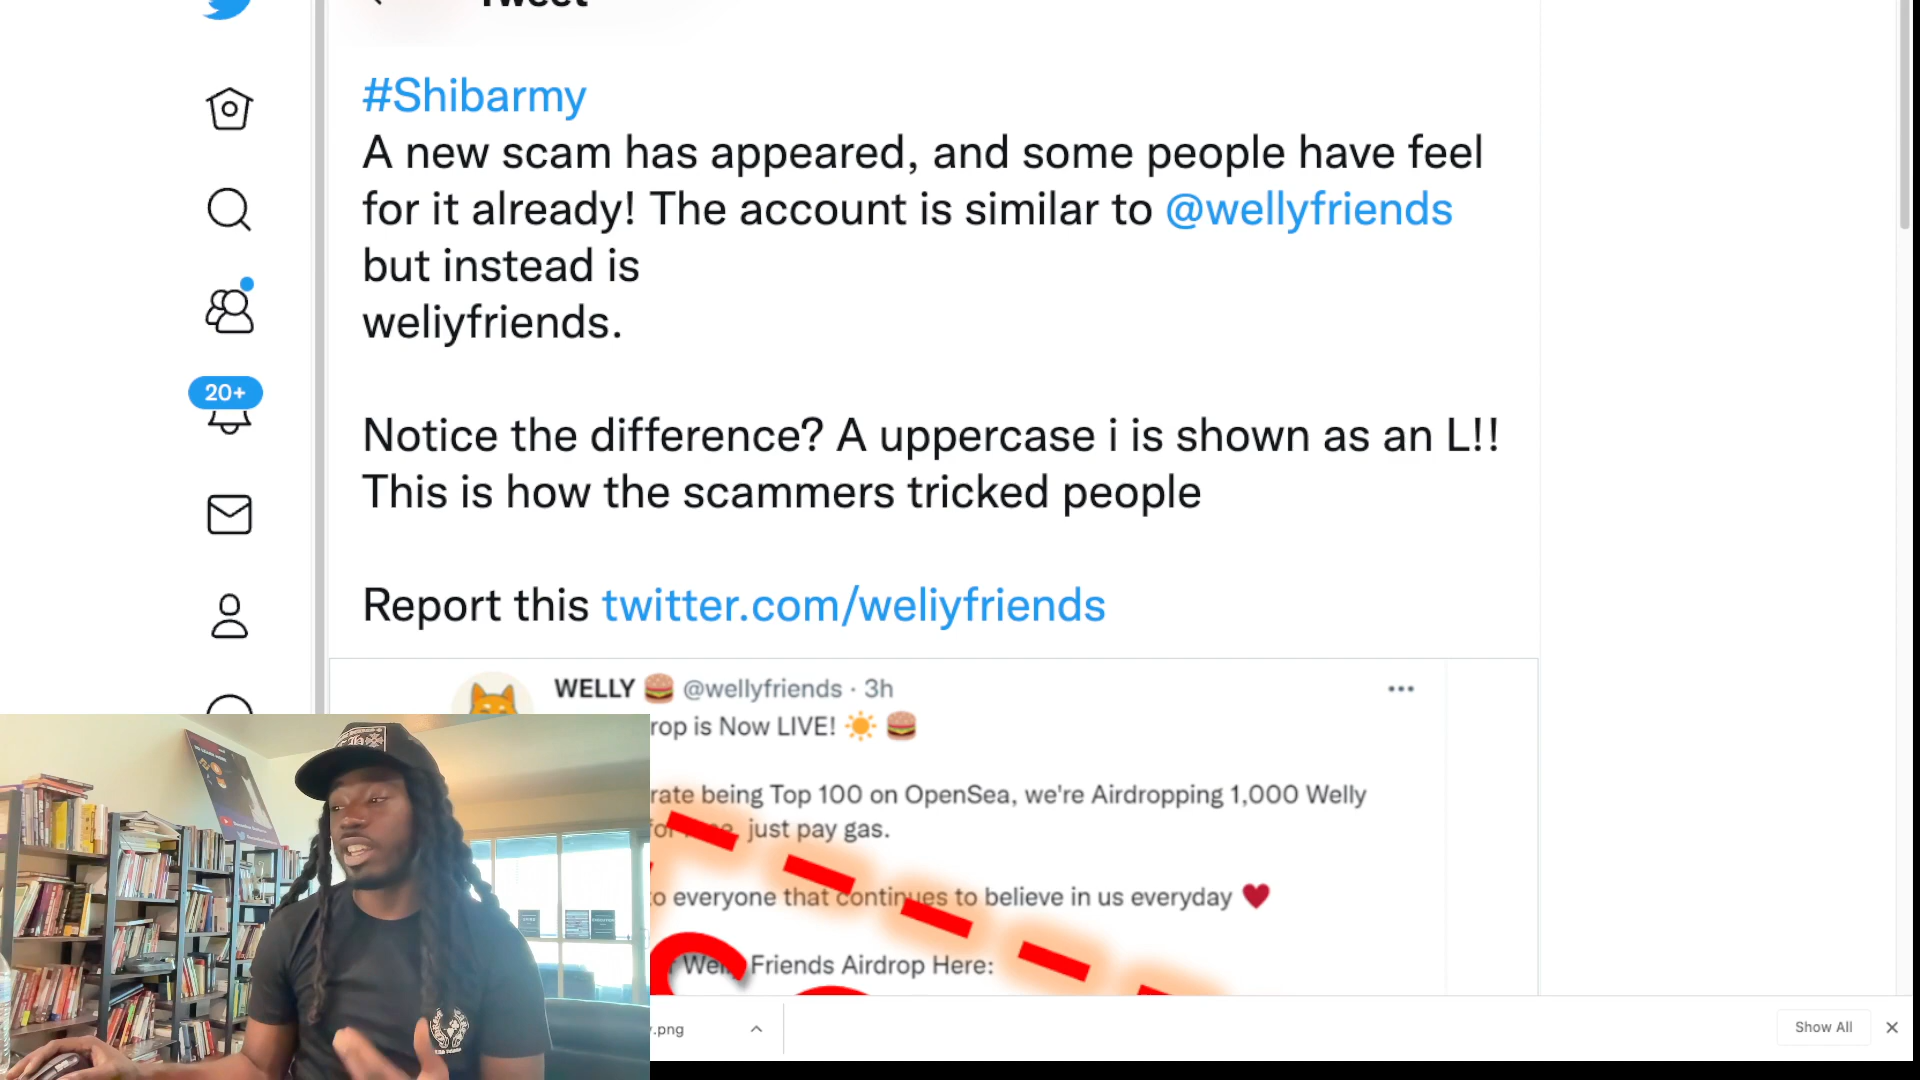 Tweet
#Shibarmy
A new scam has appeared, and some people have feel
for it already! The account is similar to @wellyfriends
but instead is
weliyfriends.
Notice the difference? A uppercase i is shown as an L!!
This is how the scammers tricked people
Report this twitter.com/weliyfriends
20+
WELLY @wellyfriends · 3h
rop is Now LIVE!
rate being Top 100 on OpenSea, we're Airdropping 1,000 Welly
just pay gas.
o everyone that continues to believe in us everyday
Welly Friends Airdrop Here:
.png
Show All